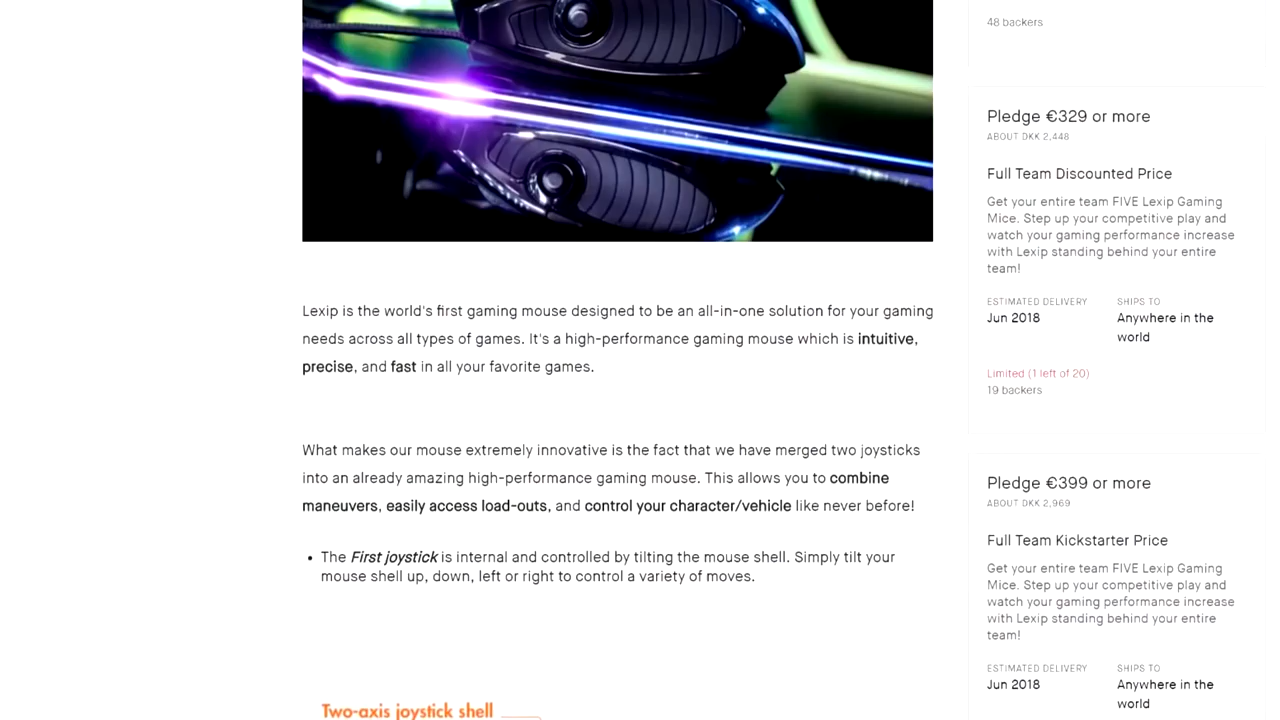 48 backers
Pledge €329 or more
ABOUT DKK 2,448
Full Team Discounted Price
Get your entire team FIVE Lexip Gaming
Mice. Step up your competitive play and
watch your gaming performance increase
with Lexip standing behind your entire
team!
ESTIMATED DELIVERY SHIPS TO
Jun 2018 Anywhere in the
world
Limited (1 left of 20)
19 backers
Pledge €399 or more
ABOUT DKK 2,969
Full Team Kickstarter Price
Get your entire team FIVE Lexip Gaming
Mice. Step up your competitive play and
watch your gaming performance increase
with Lexip standing behind your entire
team!
ESTIMATED DELIVERY SHIPS TO
Jun 2018 Anywhere in the
world
Lexip is the world's first gaming mouse designed to be an all-in-one solution for your gaming
needs across all types of games. It's a high-performance gaming mouse which is intuitive,
precise, and fast in all your favorite games.
What makes our mouse extremely innovative is the fact that we have merged two joysticks
into an already amazing high-performance gaming mouse. This allows you to combine
maneuvers, easily access load-outs, and control your character/vehicle like never before!
• The First joystick is internal and controlled by tilting the mouse shell. Simply tilt your
mouse shell up, down, left or right to control a variety of moves.
Two-axis joystick shell